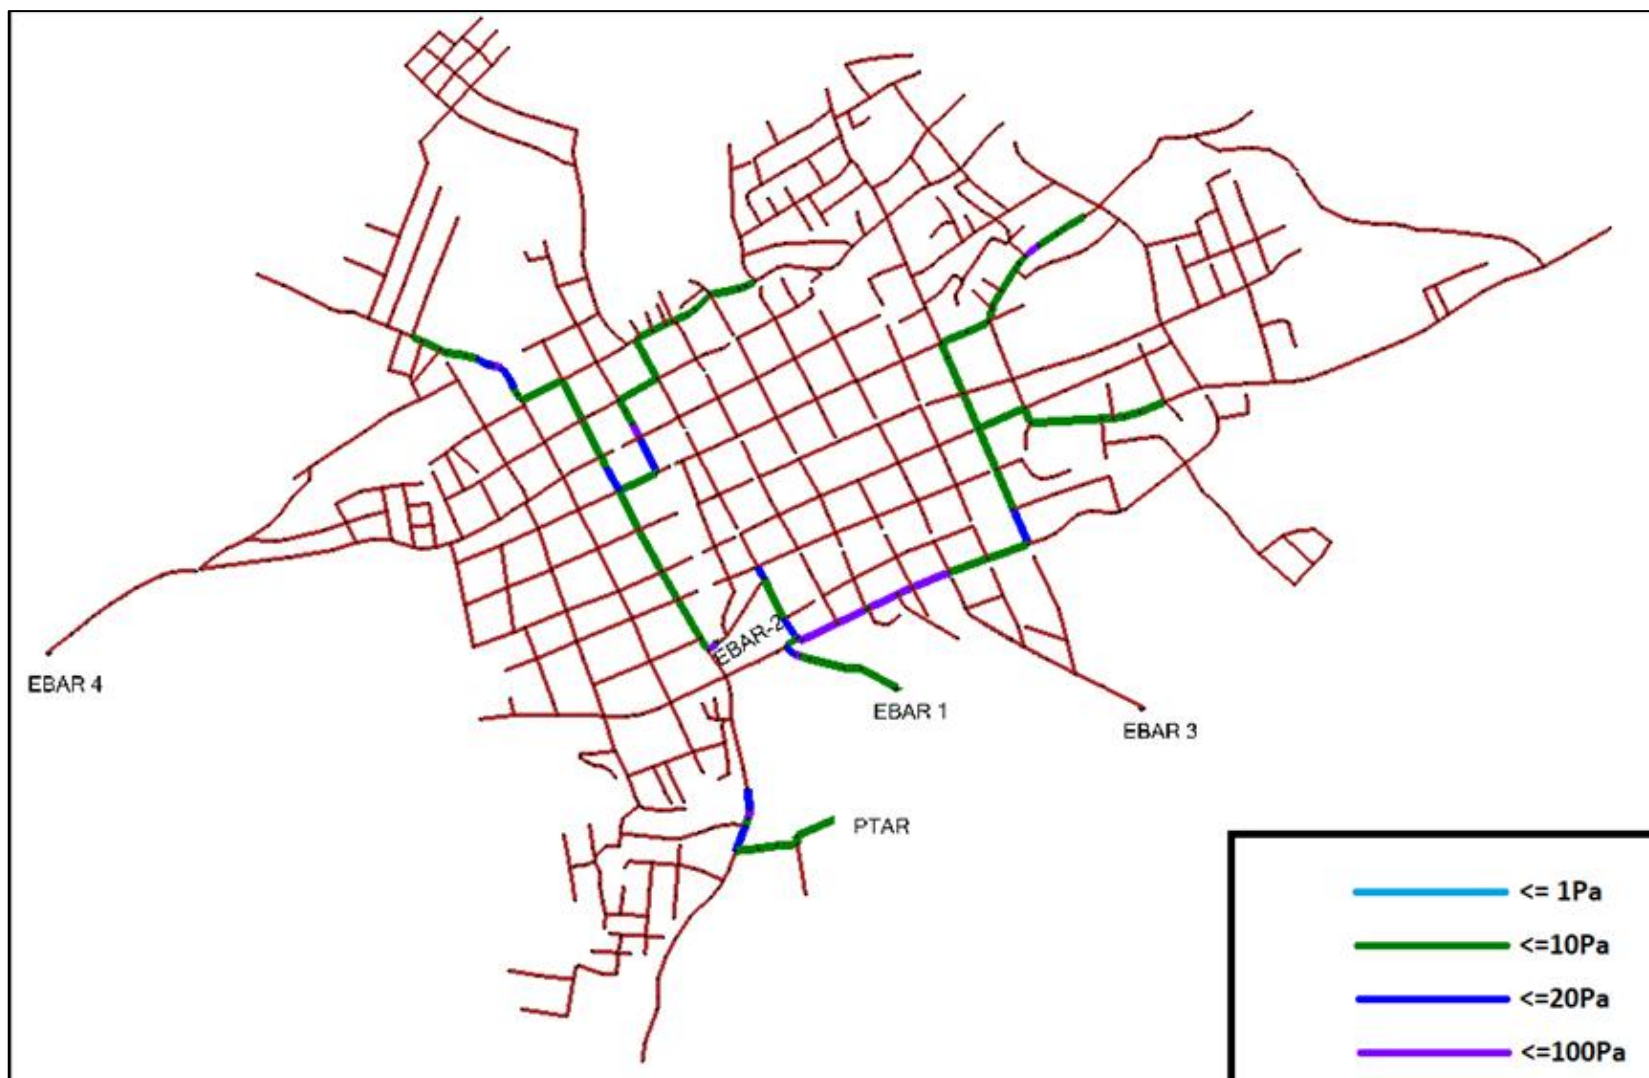 EBAR-2
EBAR 4
EBAR 1
EBAR 3
PTAR
<= 1Pa
<=10Pa
<=20Pa
<=100Pa